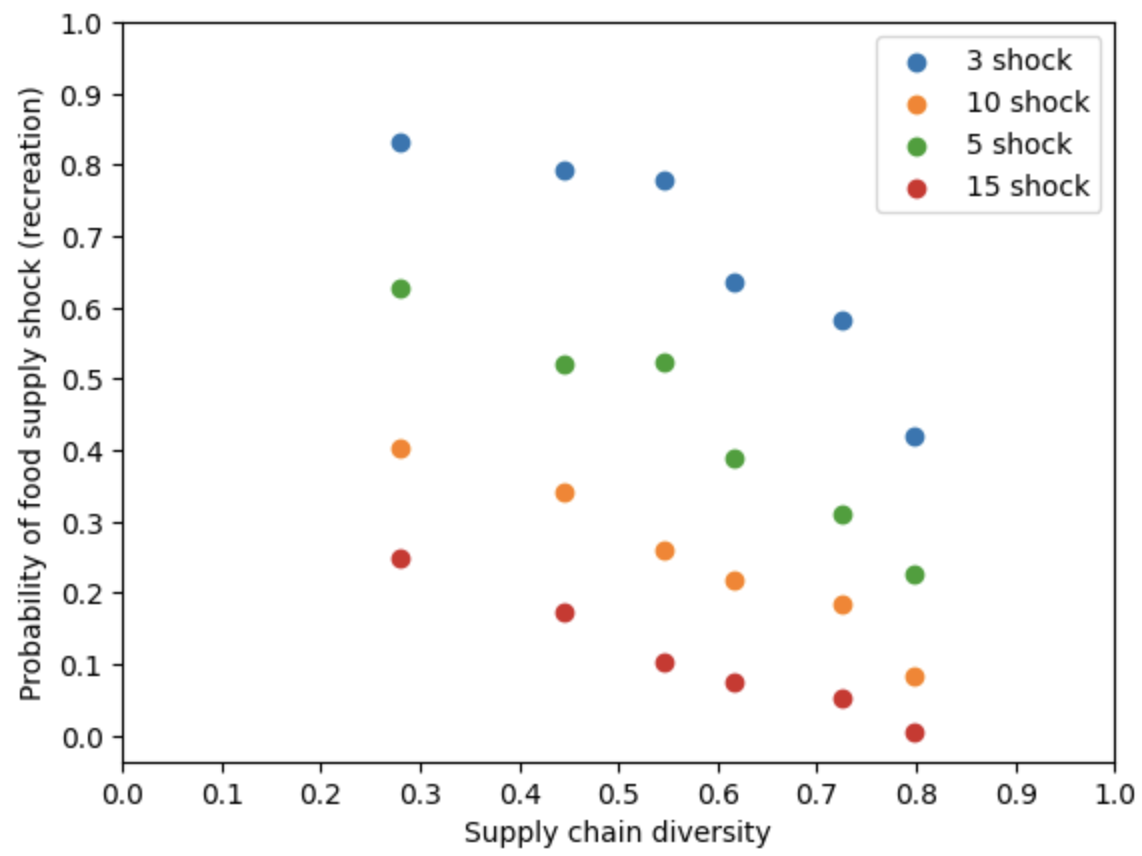 1.0
0.9
0.8
0.7
0.6
0.5
0.4
0.3
0.2
0.1
0.0
Probability of food supply shock (recreation)
3 shock
10 shock
5 shock
15 shock
0.0 0.1 0.2 0.3 0.4 0.5 0.6 0.7 0.8 0.9 1.0
Supply chain diversity